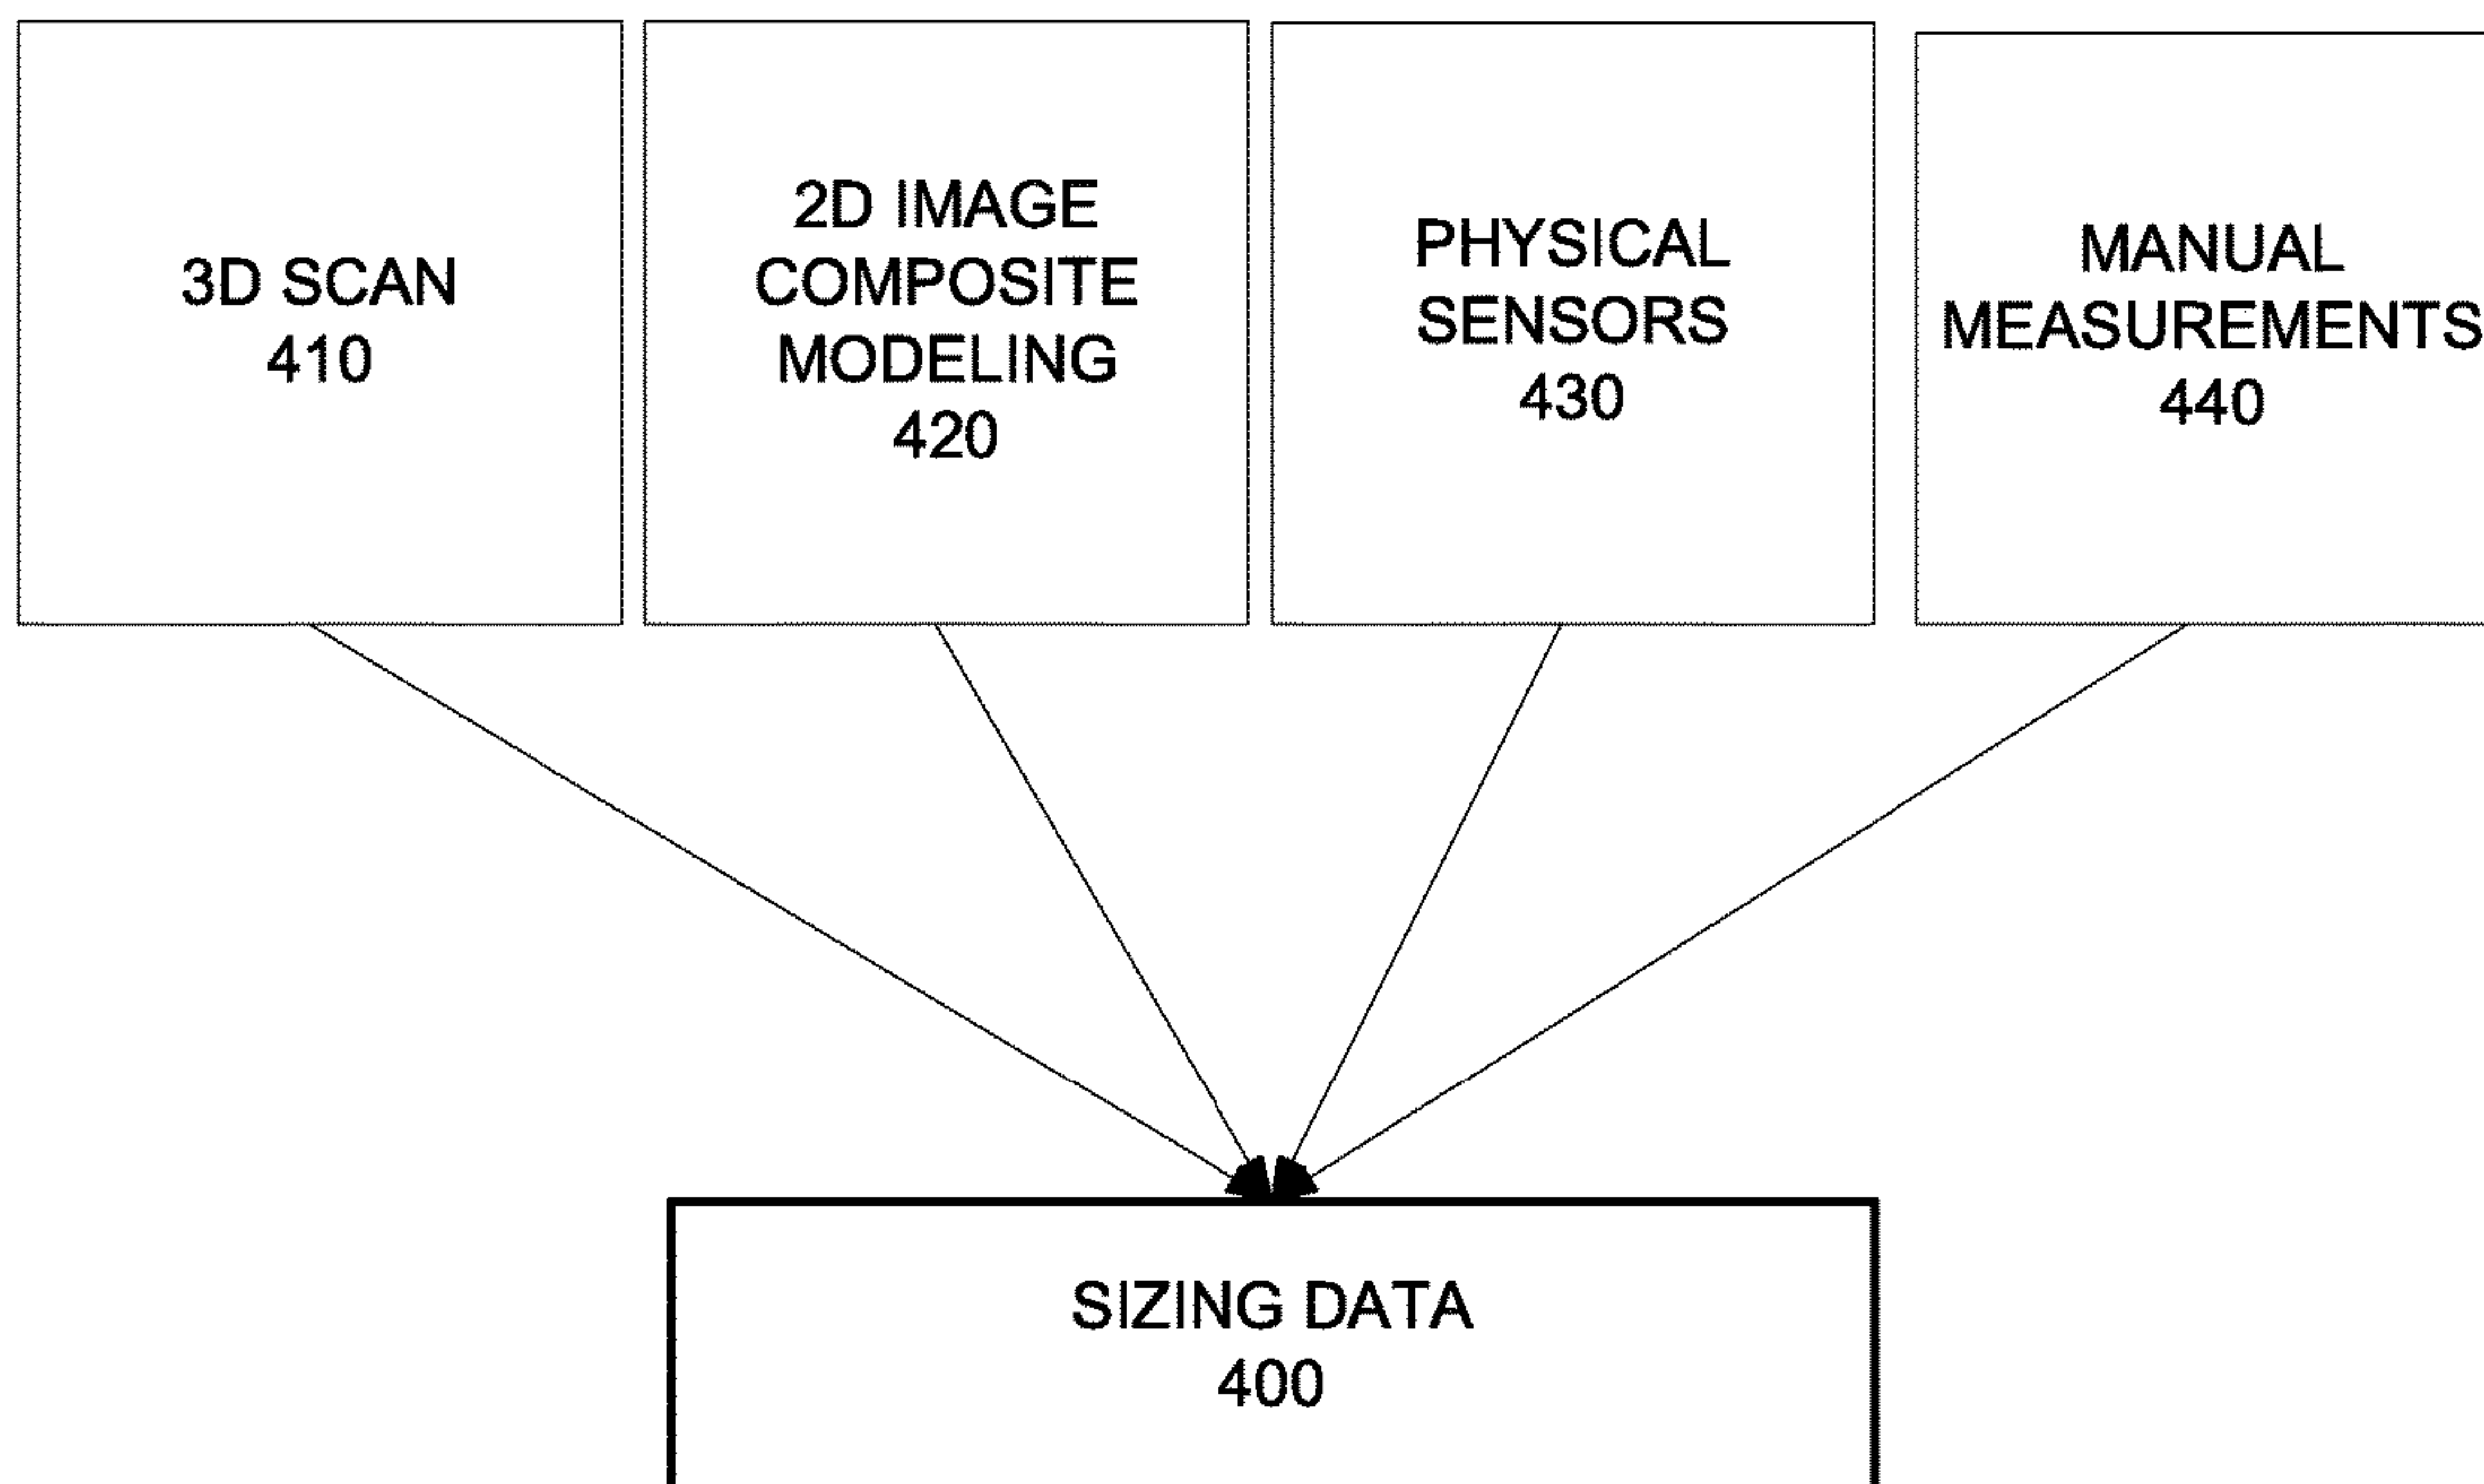 3D SCAN
410
2D IMAGE
COMPOSITE
MODELING
420
PHYSICAL
SENSORS
430
MANUAL
MEASUREMENTS
440
SIZING DATA
400